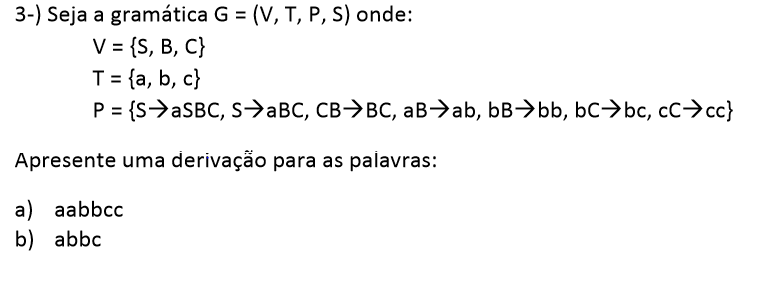 3-) Seja a gramática G = (V, T, P, S) onde:
V = {S, B, C}
T = {a, b, c}
P = {S→aSBC, S→aBC, CB→BC, aB→ab, bB→bb, bC→bc, cC→cc}
Apresente uma derivação para as palavras:
a) aabbcc
b) abbc